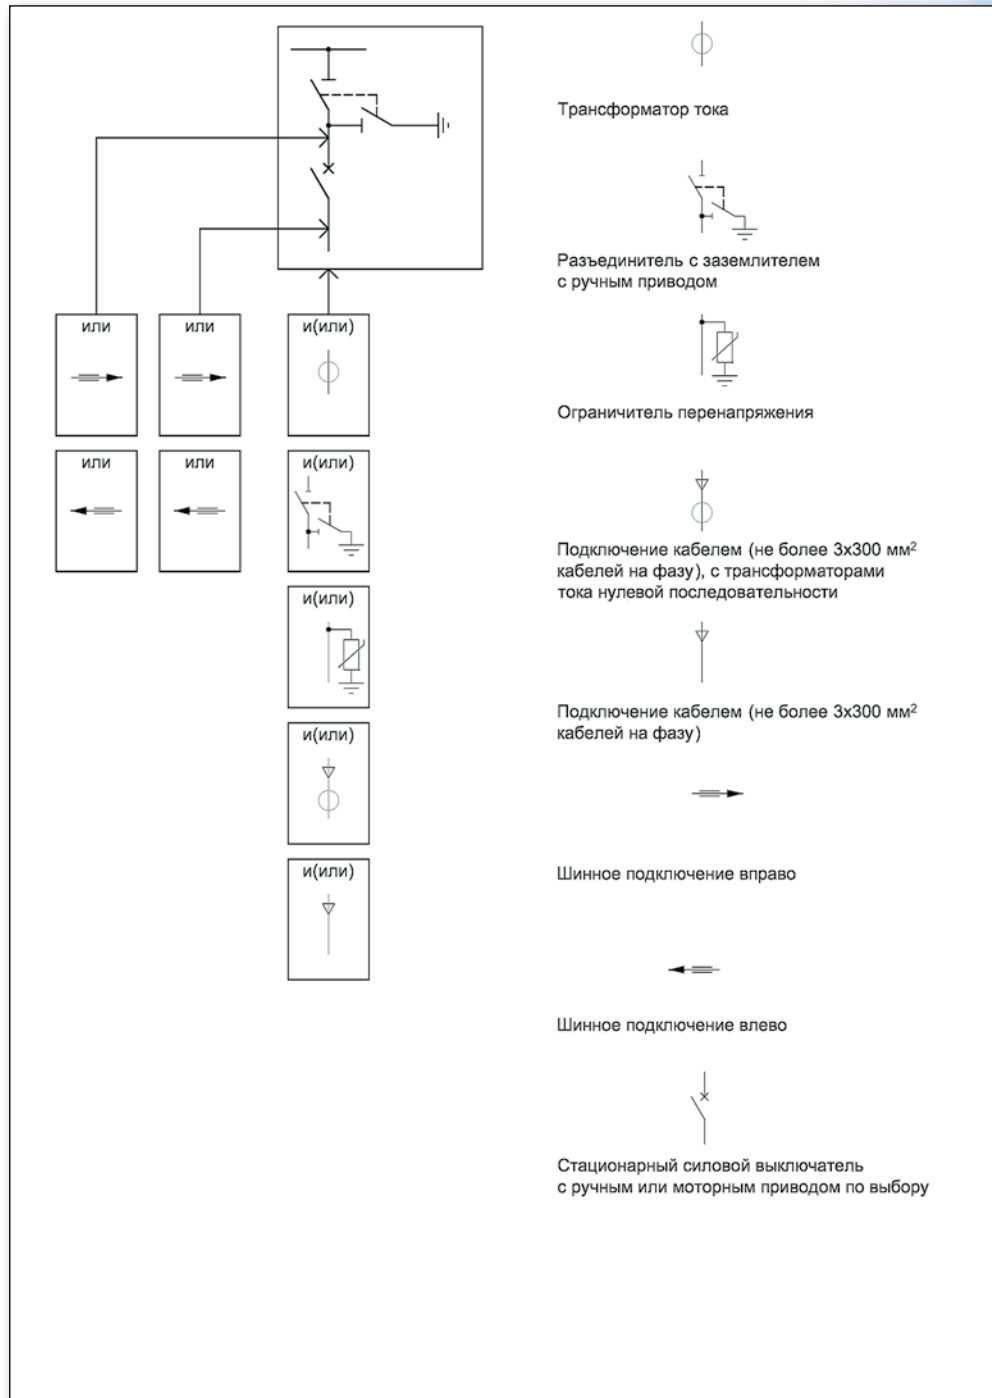 или
или
и(или)
или
или
и(или)
и(или)
и(или)
и(или)
Трансформатор тока
Разъединитель с заземлителем
с ручным приводом
Ограничитель перенапряжения
Подключение кабелем (не более 3х300 мм²
кабелей на фазу), с трансформаторами
тока нулевой последовательности
Подключение кабелем (не более 3х300 мм²
кабелей на фазу)
Шинное подключение вправо
Шинное подключение влево
Стационарный силовой выключатель
с ручным или моторным приводом по выбору